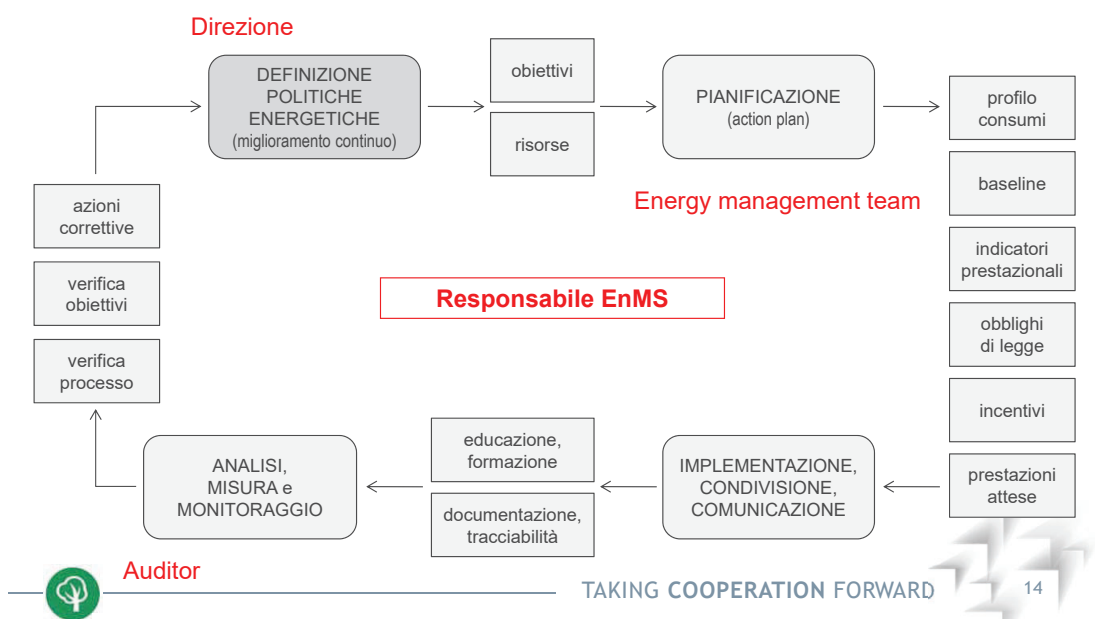 Direzione
DEFINIZIONE
POLITICHE
ENERGETICHE
(miglioramento continuo)
obiettivi
risorse
PIANIFICAZIONE
(action plan)
profilo
consumi
baseline
indicatori
prestazionali
obblighi
di legge
incentivi
prestazioni
attese
Energy management team
azioni
correttive
verifica
obiettivi
verifica
processo
Responsabile EnMS
ANALISI,
MISURA e
MONITORAGGIO
educazione,
formazione
documentazione,
tracciabilità
IMPLEMENTAZIONE,
CONDIVISIONE,
COMUNICAZIONE
Auditor
TAKING COOPERATION FORWARD
14